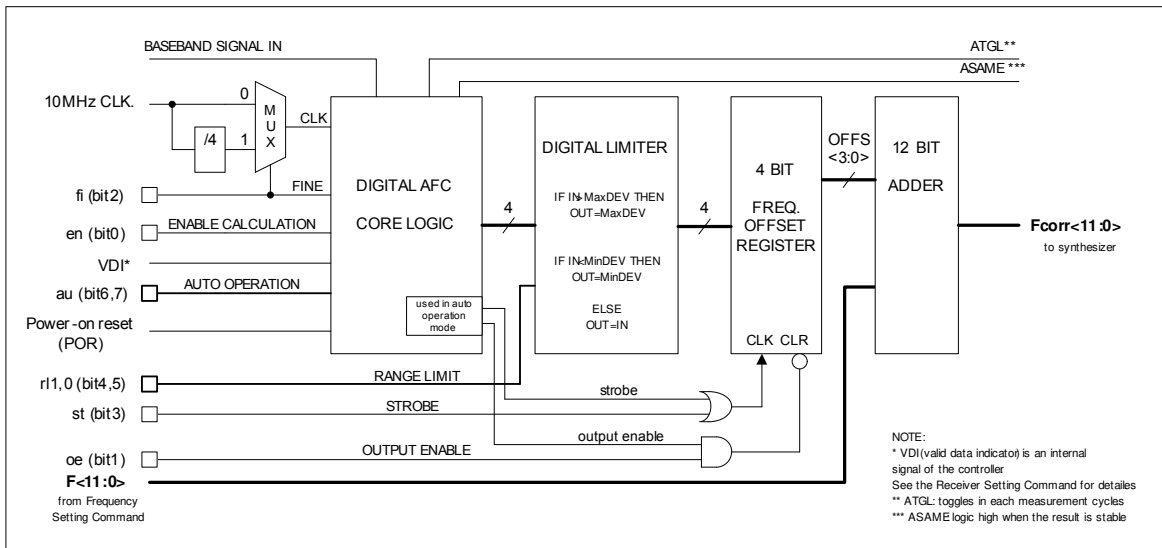 BASEBAND SIGNAL IN
ATGL**
ASAME ***
10MHz CLK.
0
M
U
X
CLK
/4
1
fi (bit2)
FINE
en (bit0)
ENABLE CALCULATION
VDI*
au (bit6,7)
AUTO OPERATION
Power-on reset
(POR)
DIGITAL AFC
CORE LOGIC
used in auto
operation
mode
4
DIGITAL LIMITER
IF IN>MaxDEV THEN
OUT=MaxDEV
IF IN<MinDEV THEN
OUT=MinDEV
ELSE
OUT=IN
4
4 BIT
FREQ.
OFFSET
REGISTER
CLK CLR
OFFS
<3:0>
12 BIT
ADDER
Fcorr<11:0>
to synthesizer
rl1,0 (bit4,5)
RANGE LIMIT
st (bit3)
STROBE
strobe
output enable
oe (bit1)
OUTPUT ENABLE
F<11:0>
from Frequency
Setting Command
NOTE:
* VDI (valid data indicator) is an internal
signal of the controller
See the Receiver Setting Command for detailes
** ATGL: toggles in each measurement cycles
*** ASAME logic high when the result is stable